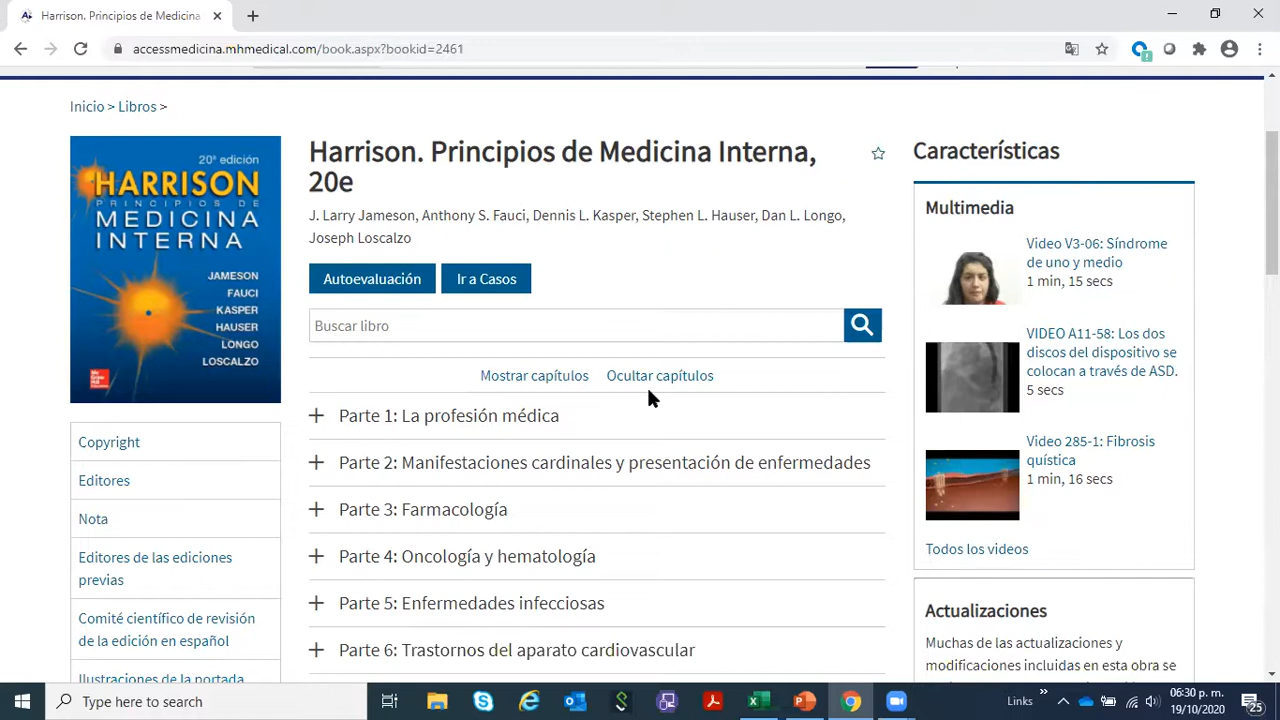 Harrison. Principios de Medicina
accessmedicina.mhmedical.com/book.aspx?bookid=2461
Inicio > Libros >
20ª edición
HARRISON
PRINCIPIOS DE
MEDICINA
INTERNA
JAMESON
FAUCI
KASPER
HAUSER
LONGO
LOSCALZO
Copyright
Editores
Nota
Editores de las ediciones
previas
Comité científico de revisión
de la edición en español
Ilustraciones de la portada
Harrison. Principios de Medicina Interna,
20e
J. Larry Jameson, Anthony S. Fauci, Dennis L. Kasper, Stephen L. Hauser, Dan L. Longo,
Joseph Loscalzo
Autoevaluación
Ir a Casos
Buscar libro
Mostrar capítulos
Ocultar capítulos
+ Parte 1: La profesión médica
+ Parte 2: Manifestaciones cardinales y presentación de enfermedades
+ Parte 3: Farmacología
+ Parte 4: Oncología y hematología
+ Parte 5: Enfermedades infecciosas
+ Parte 6: Trastornos del aparato cardiovascular
Características
Multimedia
Video V3-06: Síndrome
de uno y medio
1 min, 15 secs
VIDEO A11-58: Los dos
discos del dispositivo se
colocan a través de ASD.
5 secs
Video 285-1: Fibrosis
quística
1 min, 16 secs
Todos los videos
Actualizaciones
Muchas de las actualizaciones y
modificaciones incluidas en esta obra se
Type here to search
Links
06:30 p. m.
19/10/2020
25